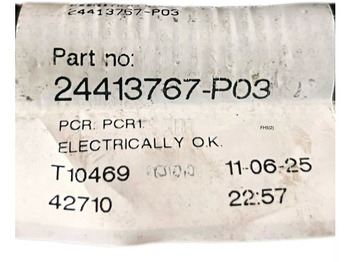 24413767-P03
Part no:
24413767-P03
PCR: PCR1
ELECTRICALLY O.K.
T10469 11-06-25
42710 22:57